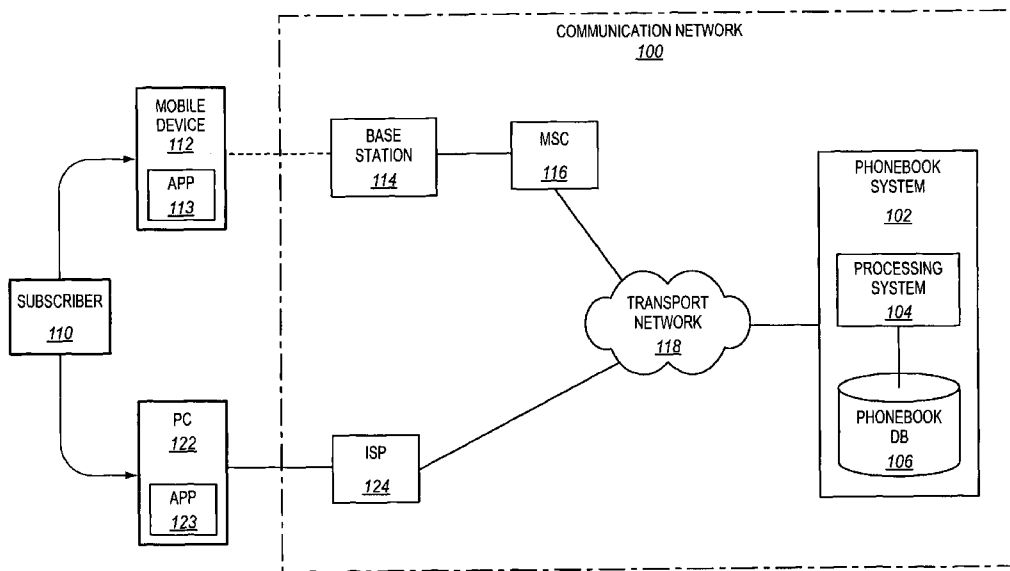 COMMUNICATION NETWORK
100
MOBILE
DEVICE
112
APP
113
BASE
STATION
114
MSC
116
PHONEBOOK
SYSTEM
102
PROCESSING
SYSTEM
104
SUBSCRIBER
110
TRANSPORT
NETWORK
118
PHONEBOOK
DB
106
PC
122
APP
123
ISP
124